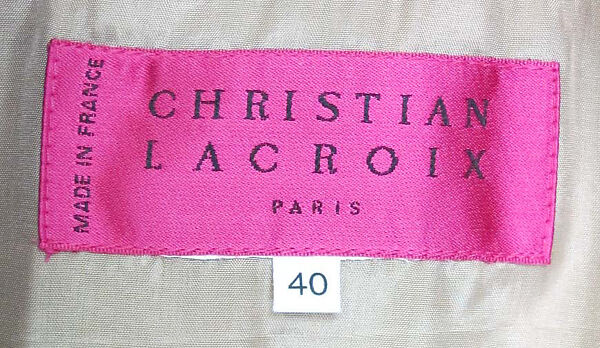 MADE IN FRANCE
CHRISTIAN
LACROIX
PARIS
40